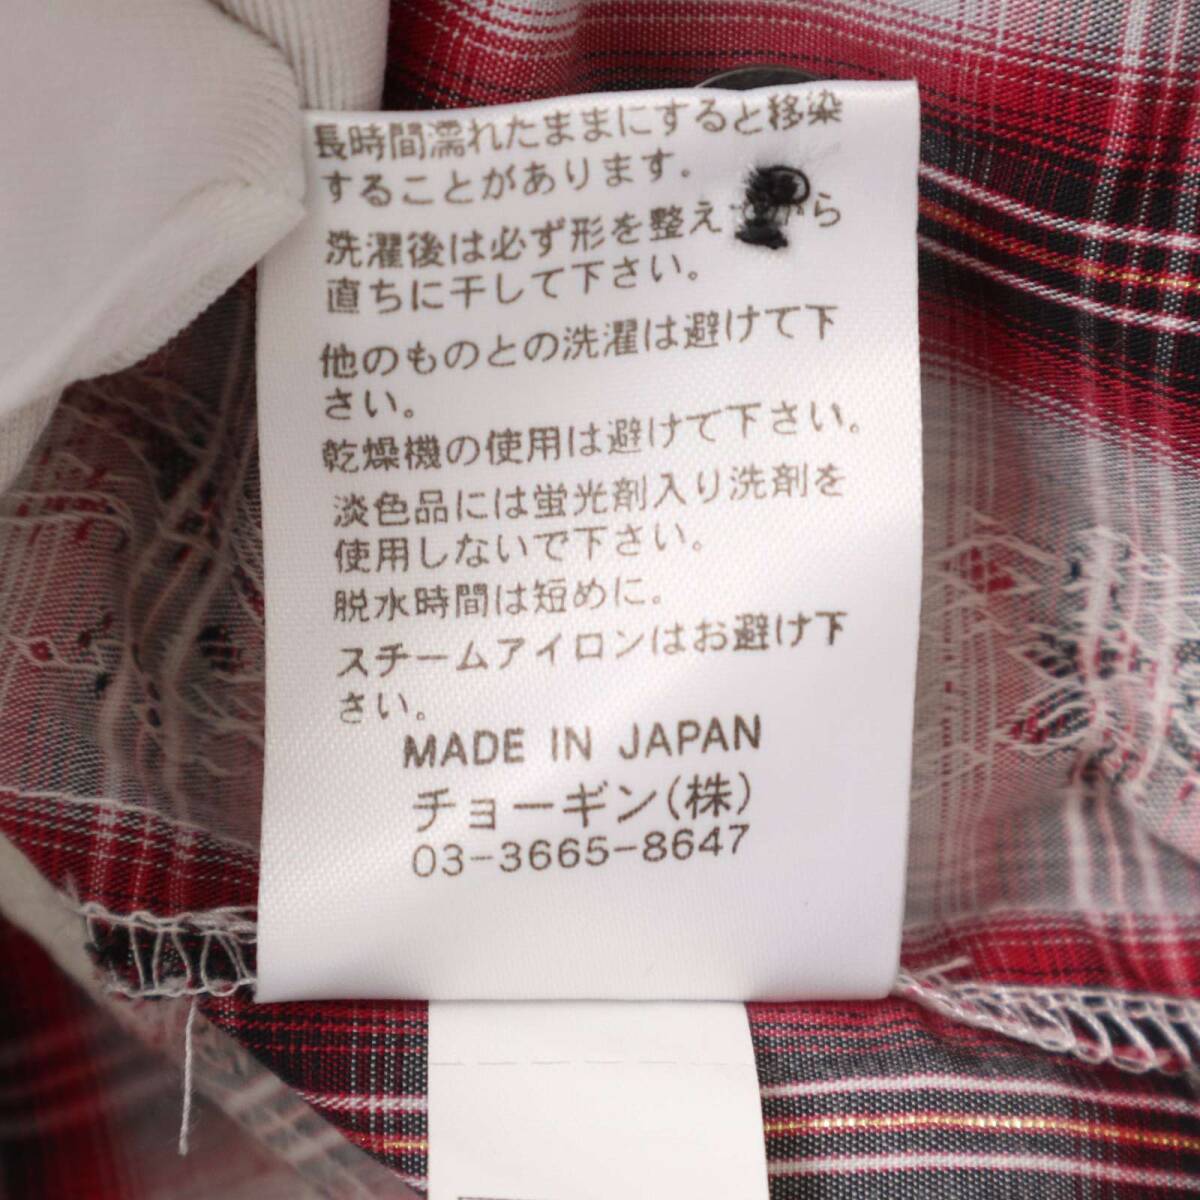 長時間濡れたままにすると移染
することがあります。
洗濯後は必ず形を整え ら
直ちに干して下さい。
他のものとの洗濯は避けて下
さい。
乾燥機の使用は避けて下さい。
淡色品には蛍光剤入り洗剤を
使用しないで下さい。
脱水時間は短めに。
スチームアイロンはお避け下
さい。
MADE IN JAPAN
チョーギン(株)
03-3665-8647